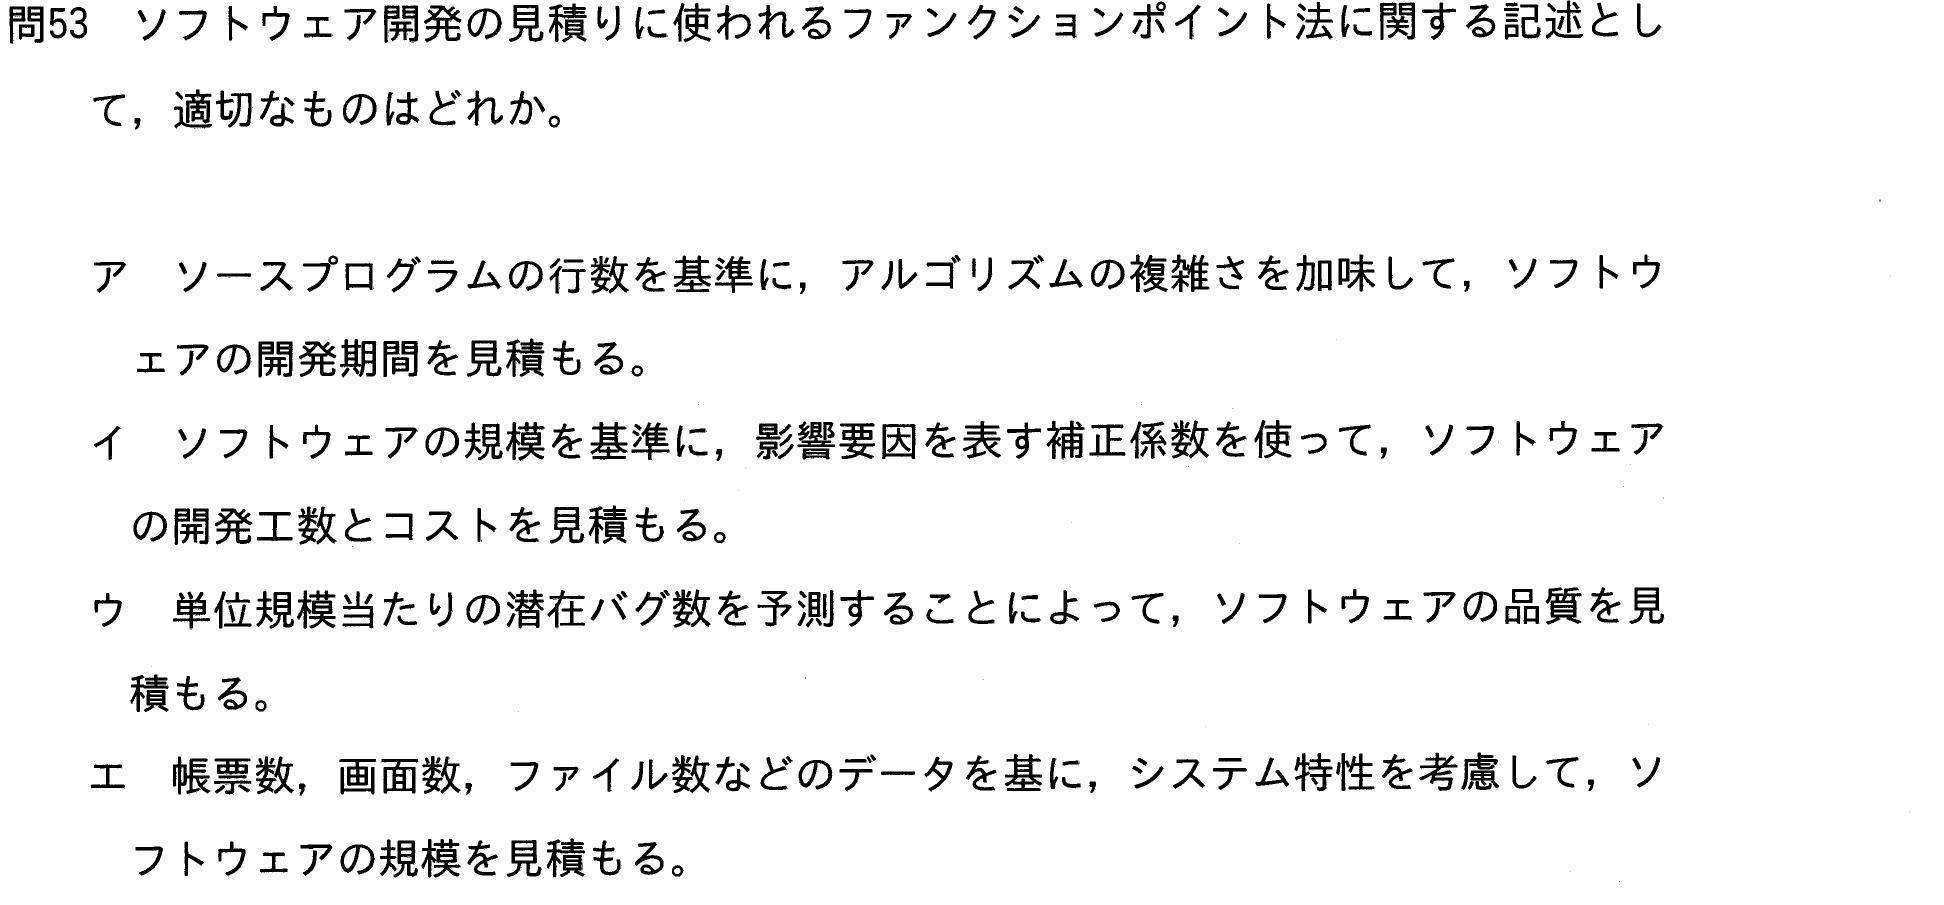 問53　ソフトウェア開発の見積りに使われるファンクションポイント法に関する記述とし
て，適切なものはどれか。
ア　ソースプログラムの行数を基準に，アルゴリズムの複雑さを加味して，ソフトウ
ェアの開発期間を見積もる。
イ　ソフトウェアの規模を基準に，影響要因を表す補正係数を使って，ソフトウェア
の開発工数とコストを見積もる。
ウ　単位規模当たりの潜在バグ数を予測することによって，ソフトウェアの品質を見
積もる。
エ　帳票数，画面数，ファイル数などのデータを基に，システム特性を考慮して，ソ
フトウェアの規模を見積もる。